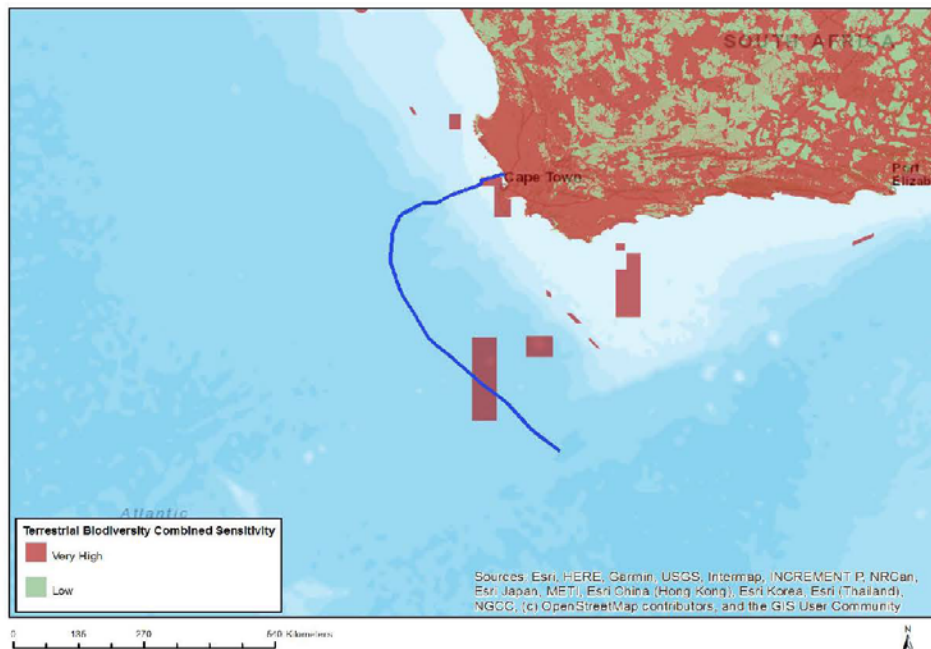 SOUTH AFRICA
Cape Town
Port
Elizab
Atlantic
Terrestrial Biodiversity Combined Sensitivity
Very High
Low
Sources: Esri, HERE, Garmin, USGS, Intermap, INCREMENT P, NRCan,
Esri Japan, METI, Esri China (Hong Kong), Esri Korea, Esri (Thailand),
NGCC, (c) OpenStreetMap contributors, and the GIS User Community
0 135 270 540 Kilometers
N